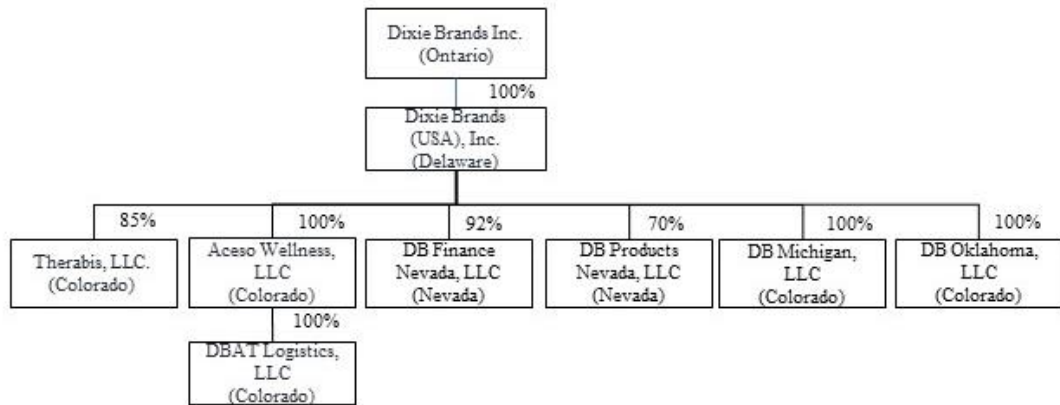 Dixie Brands Inc.
(Ontario)
100%
Dixie Brands
(USA), Inc.
(Delaware)
85%
100%
92%
70%
100%
100%
Therabis, LLC.
(Colorado)
Aceso Wellness,
LLC
(Colorado)
DB Finance
Nevada, LLC
(Nevada)
DB Products
Nevada, LLC
(Nevada)
DB Michigan,
LLC
(Colorado)
DB Oklahoma,
LLC
(Colorado)
100%
DBAT Logistics,
LLC
(Colorado)